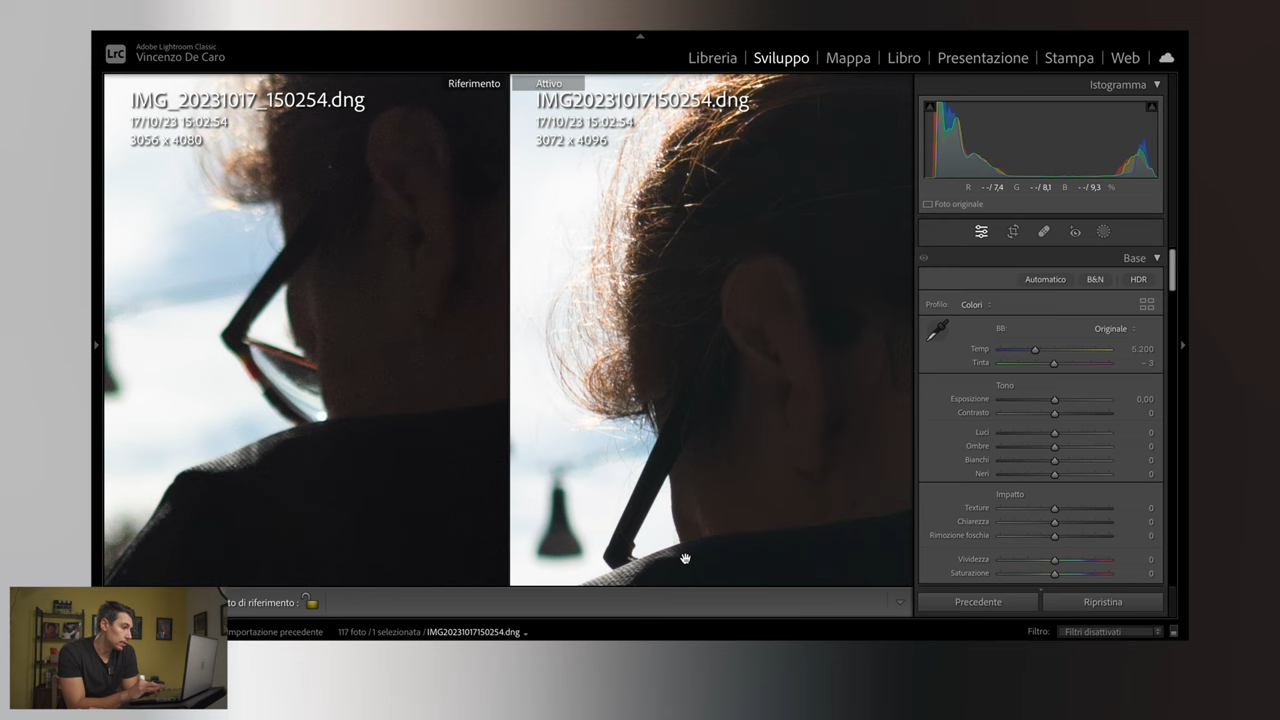 LrC
Adobe Lightroom Classic
Vincenzo De Caro
Libreria | Sviluppo | Mappa | Libro | Presentazione | Stampa | Web
Riferimento
IMG_20231017_150254.dng
17/10/23 15:02:54
3056 x 4080
Attivo
IMG20231017150254.dng
17/10/23 15:02:54
3072 x 4096
Istogramma
R --/7,4 G --/8,1 B --/9,3 %
Foto originale
Base
Automatico B&N HDR
Profilo: Colori
BB: Originale
Temp 5.200
Tinta – 3
Tono
Esposizione 0,00
Contrasto 0
Luci 0
Ombre 0
Bianchi 0
Neri 0
Impatto
Texture 0
Chiarezza 0
Rimozione foschia 0
Vividezza 0
Saturazione 0
Precedente Ripristina
to di riferimento :
mportazione precedente 117 foto / 1 selezionata / IMG20231017150254.dng
Filtro: Filtri disattivati